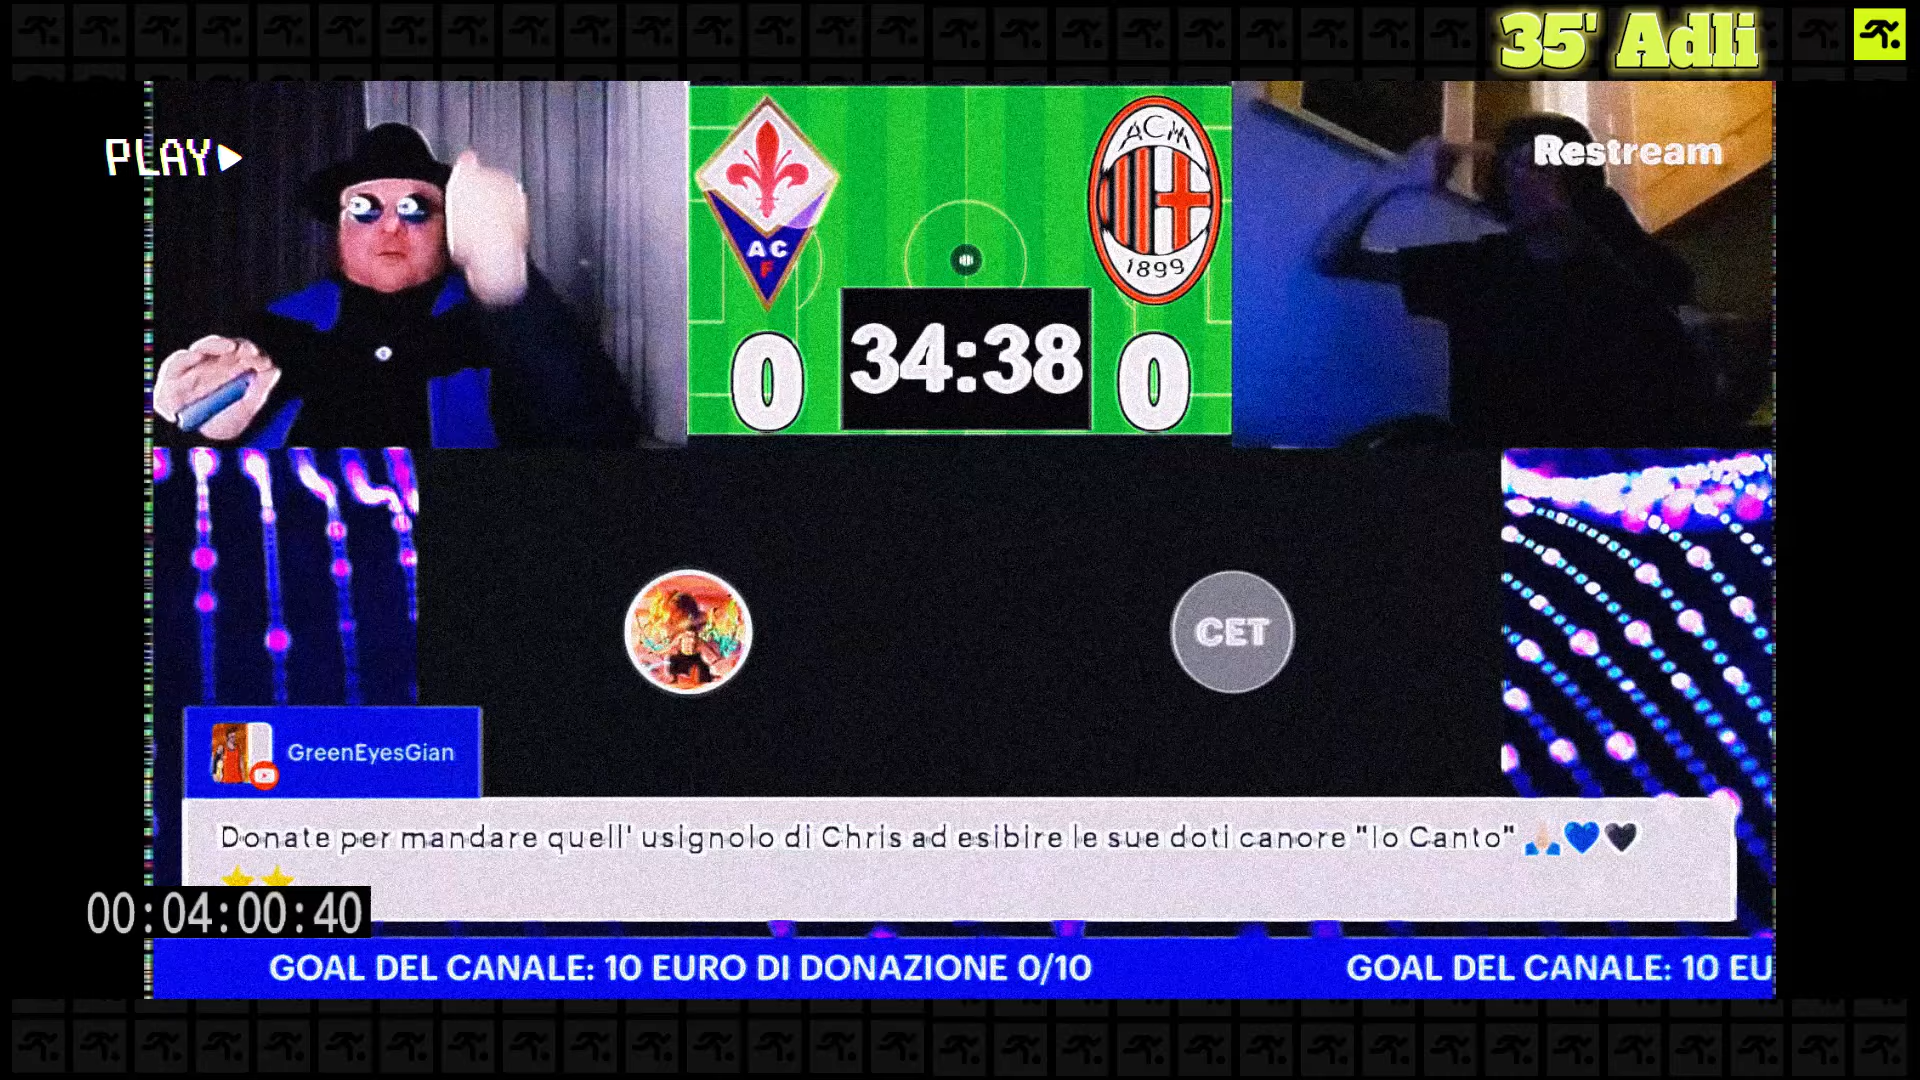 35' Adli
PLAY
Restream
ACM
1899
AC
F
34:38
0
0
CET
GreenEyesGian
Donate per mandare quell' usignolo di Chris ad esibire le sue doti canore "Io Canto" 🙏🏻💙🖤
⭐⭐
00:04:00:40
GOAL DEL CANALE: 10 EURO DI DONAZIONE 0/10
GOAL DEL CANALE: 10 EU